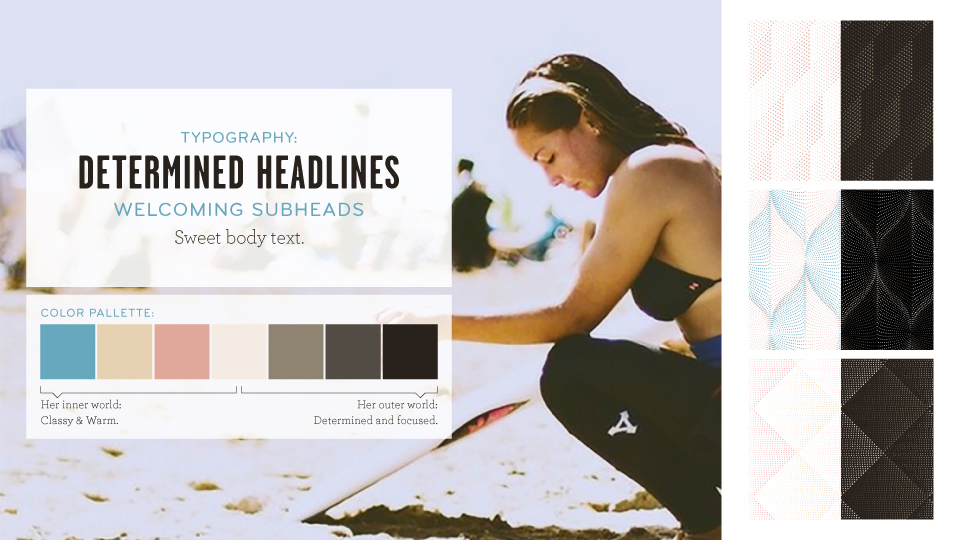 TYPOGRAPHY:
DETERMINED HEADLINES
WELCOMING SUBHEADS
Sweet body text.
COLOR PALLETTE:
Her inner world:
Classy & Warm.
Her outer world:
Determined and focused.